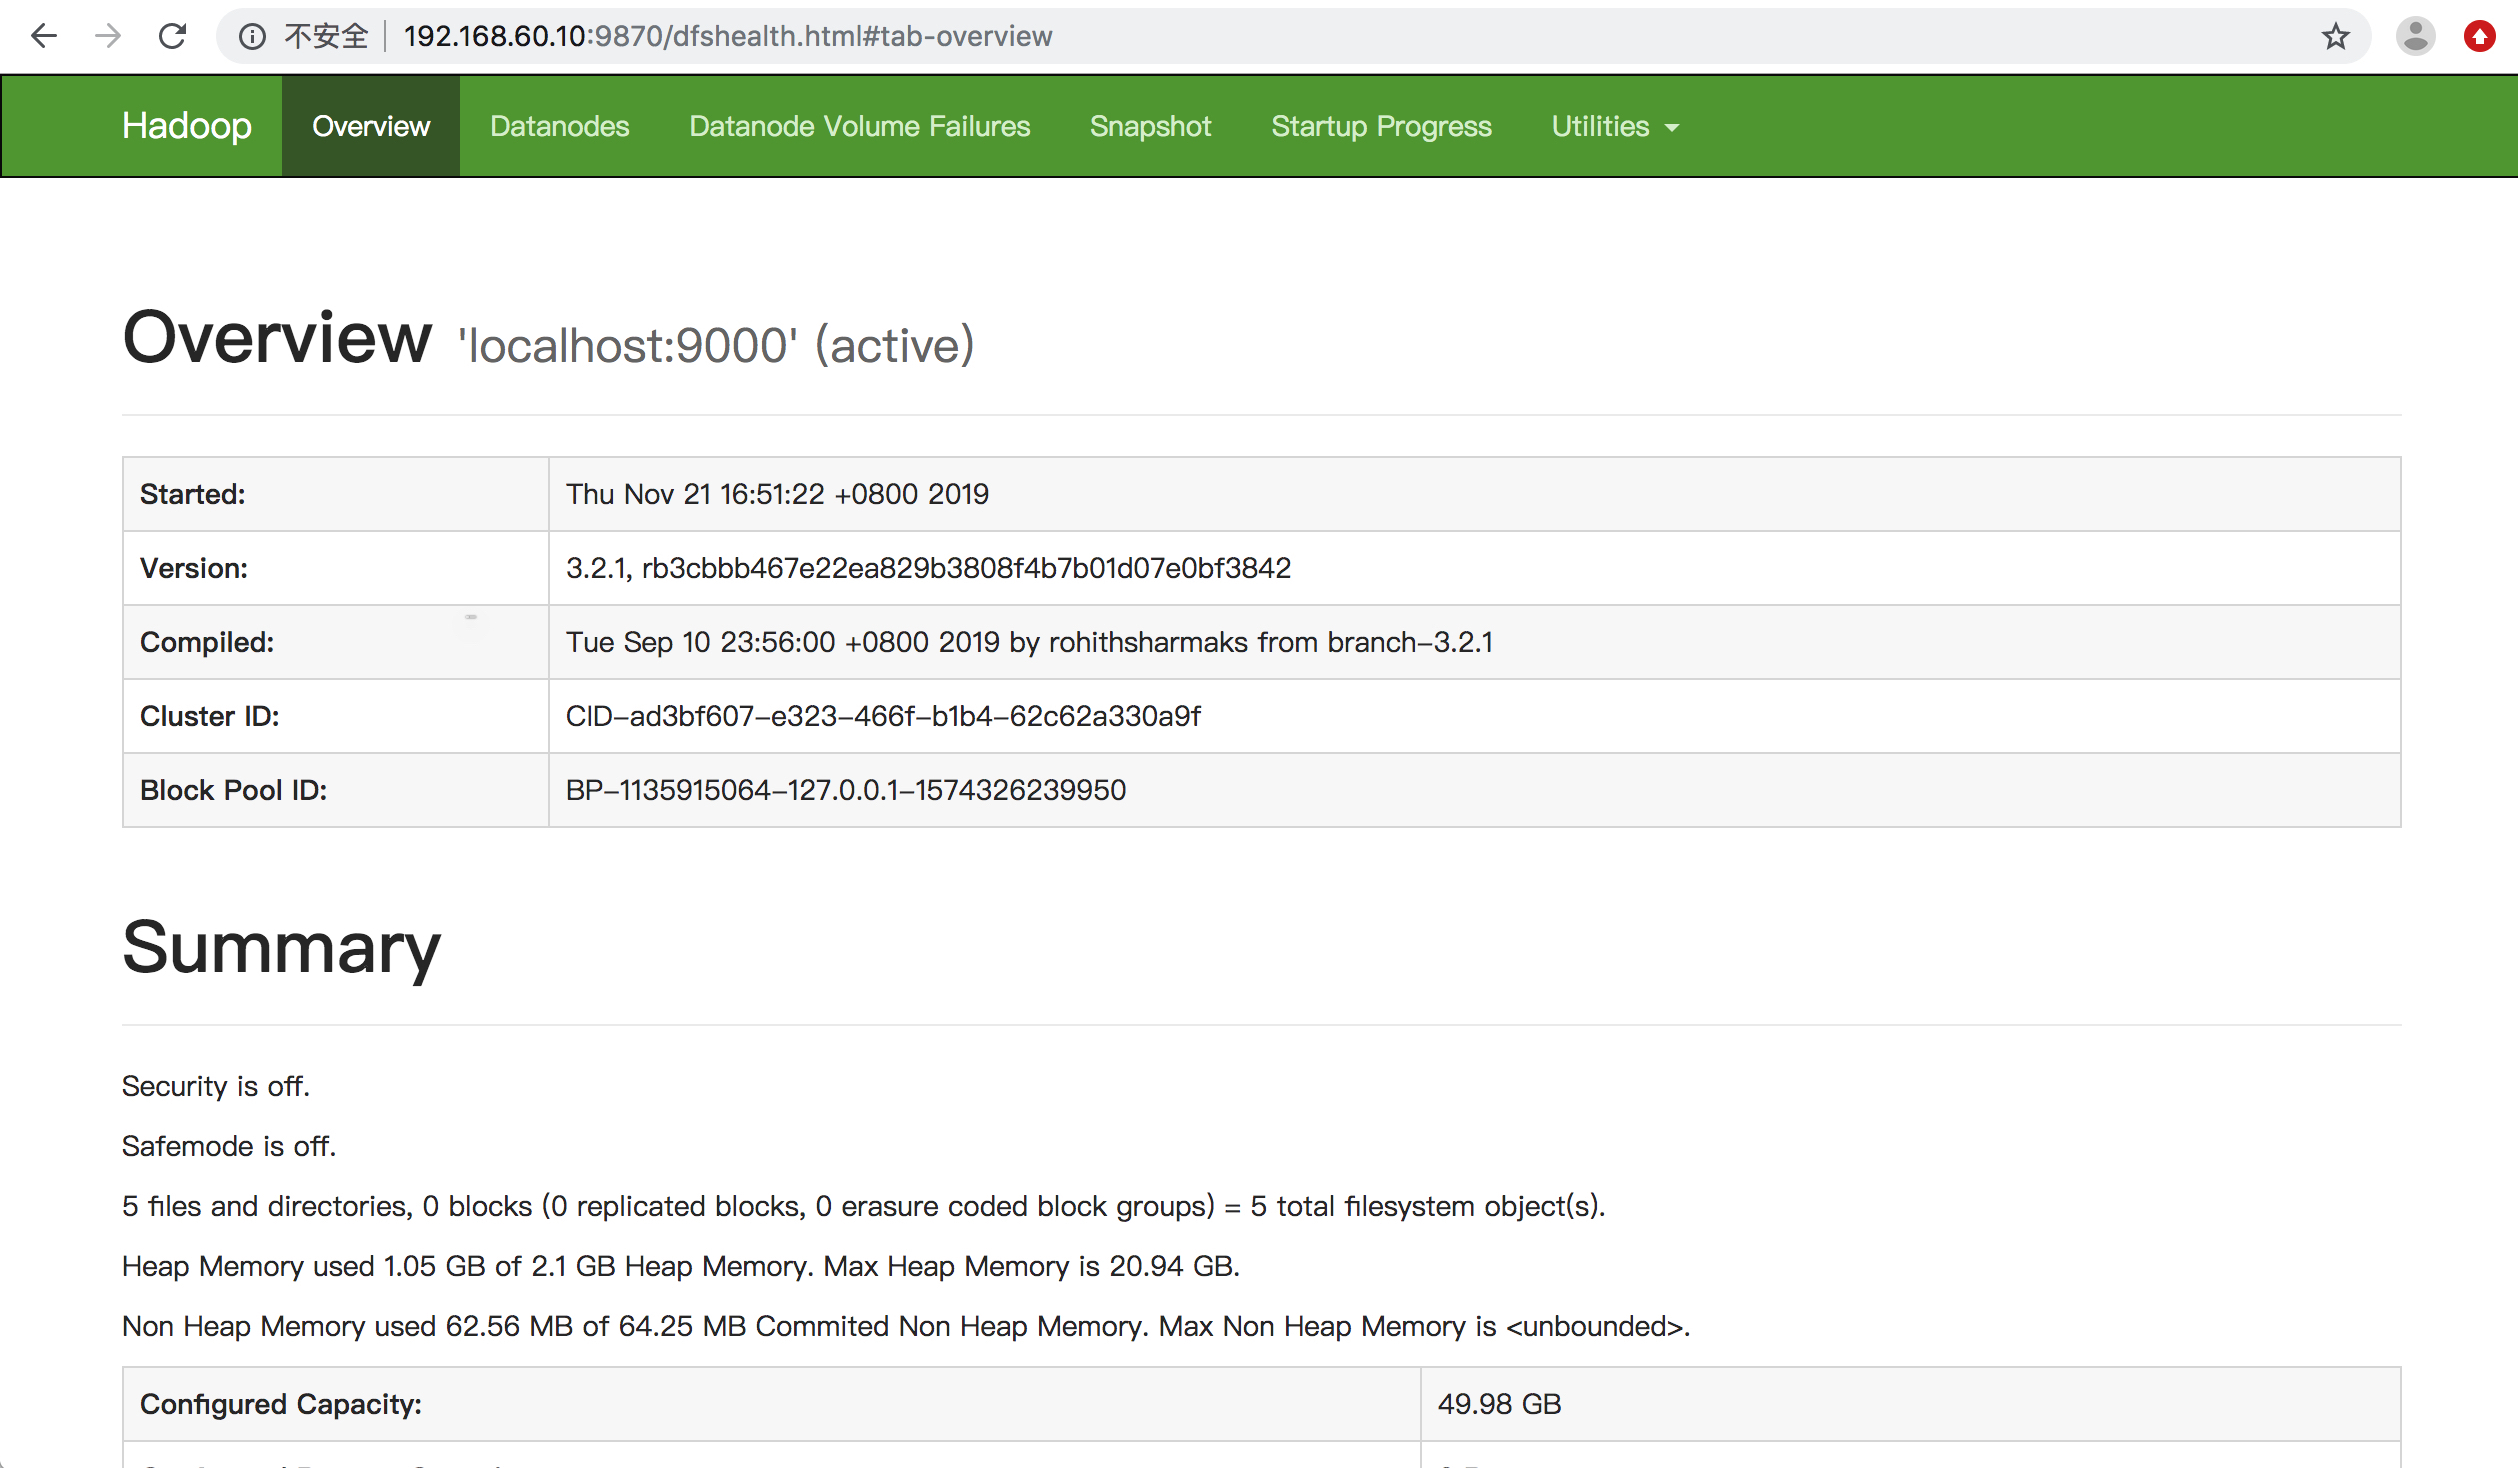 不安全 192.168.60.10:9870/dfshealth.html#tab-overview
Hadoop Overview Datanodes Datanode Volume Failures Snapshot Startup Progress Utilities
Overview 'localhost:9000' (active)
Started: Thu Nov 21 16:51:22 +0800 2019
Version: 3.2.1, rb3cbbb467e22ea829b3808f4b7b01d07e0bf3842
Compiled: Tue Sep 10 23:56:00 +0800 2019 by rohithsharmaks from branch-3.2.1
Cluster ID: CID-ad3bf607-e323-466f-b1b4-62c62a330a9f
Block Pool ID: BP-1135915064-127.0.0.1-1574326239950
Summary
Security is off.
Safemode is off.
5 files and directories, 0 blocks (0 replicated blocks, 0 erasure coded block groups) = 5 total filesystem object(s).
Heap Memory used 1.05 GB of 2.1 GB Heap Memory. Max Heap Memory is 20.94 GB.
Non Heap Memory used 62.56 MB of 64.25 MB Commited Non Heap Memory. Max Non Heap Memory is <unbounded>.
Configured Capacity: 49.98 GB